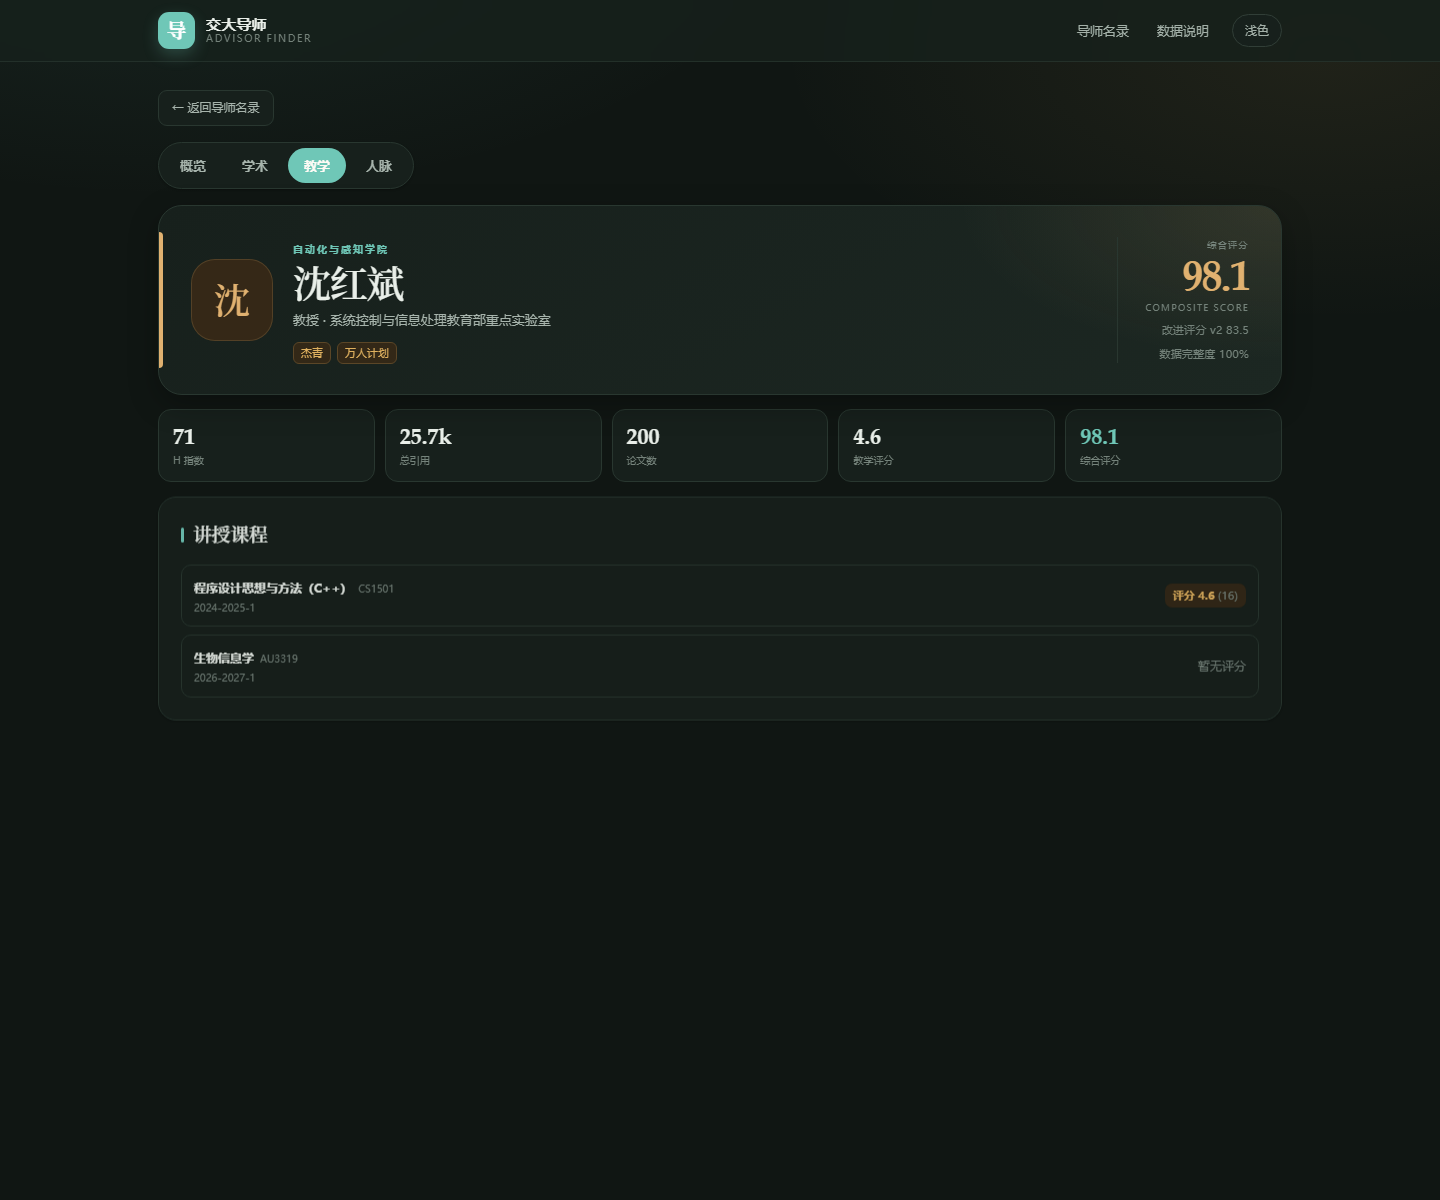 导
交大导师
ADVISOR FINDER
导师名录
数据说明
浅色
← 返回导师名录
概览
学术
教学
人脉
沈
自动化与感知学院
沈红斌
教授 · 系统控制与信息处理教育部重点实验室
杰青
万人计划
综合评分
98.1
COMPOSITE SCORE
改进评分 v2 83.5
数据完整度 100%
71
H 指数
25.7k
总引用
200
论文数
4.6
教学评分
98.1
综合评分
讲授课程
程序设计思想与方法（C++） CS1501
2024-2025-1
评分 4.6 (16)
生物信息学 AU3319
2026-2027-1
暂无评分